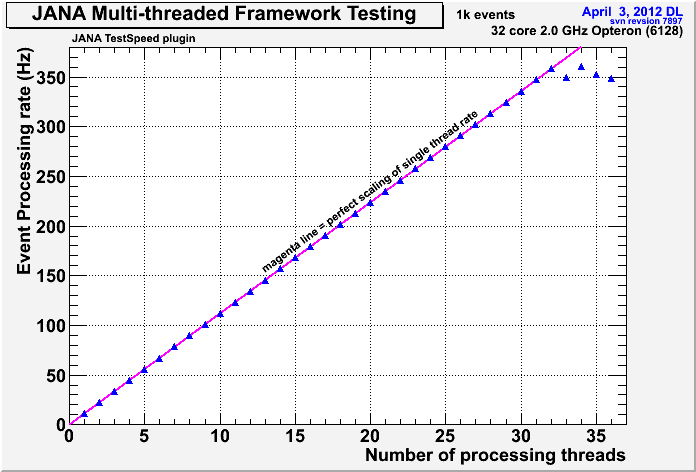 JANA Multi-threaded Framework Testing
1k events
April 3, 2012 DL
svn revsion 7897
32 core 2.0 GHz Opteron (6128)
JANA TestSpeed plugin
Event Processing rate (Hz)
350
300
250
200
150
100
50
0
magenta line = perfect scaling of single thread rate
0 5 10 15 20 25 30 35
Number of processing threads